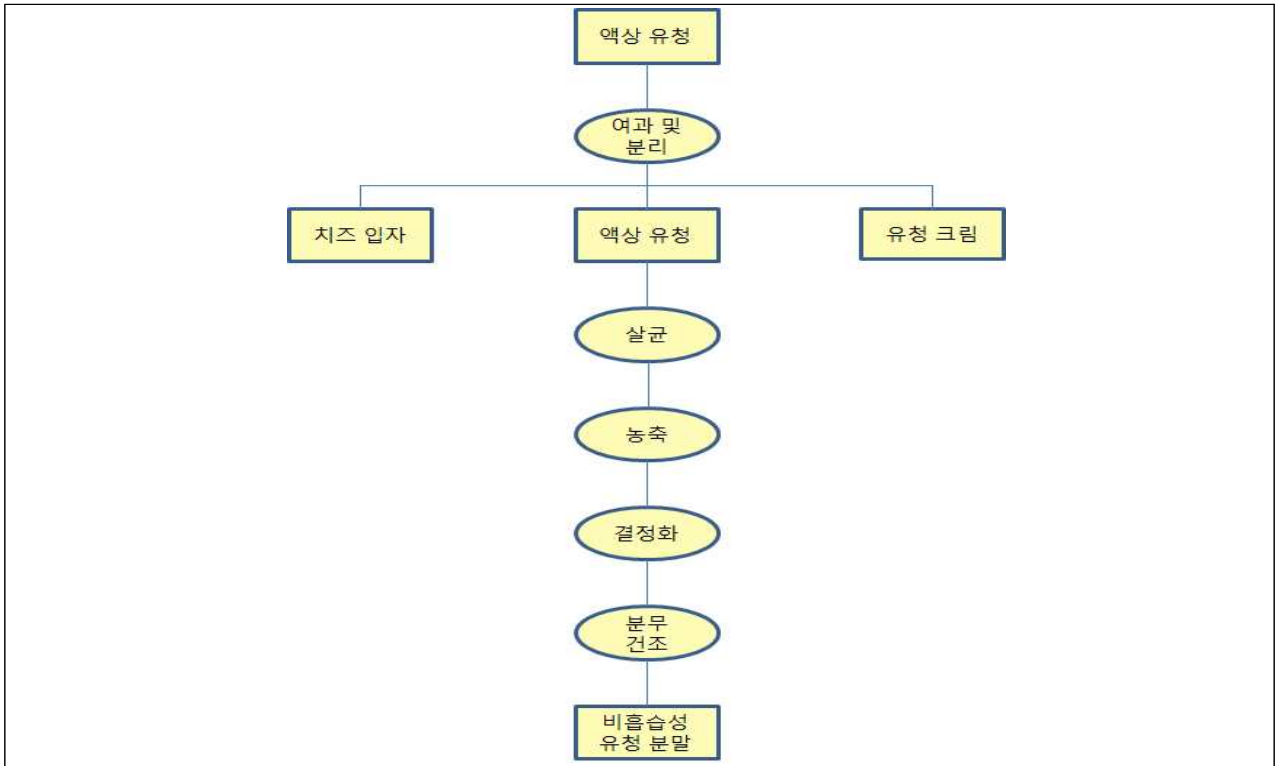 액상 유청
여과 및
분리
치즈 입자
액상 유청
유청 크림
살균
농축
결정화
분무
건조
비흡습성
유청 분말